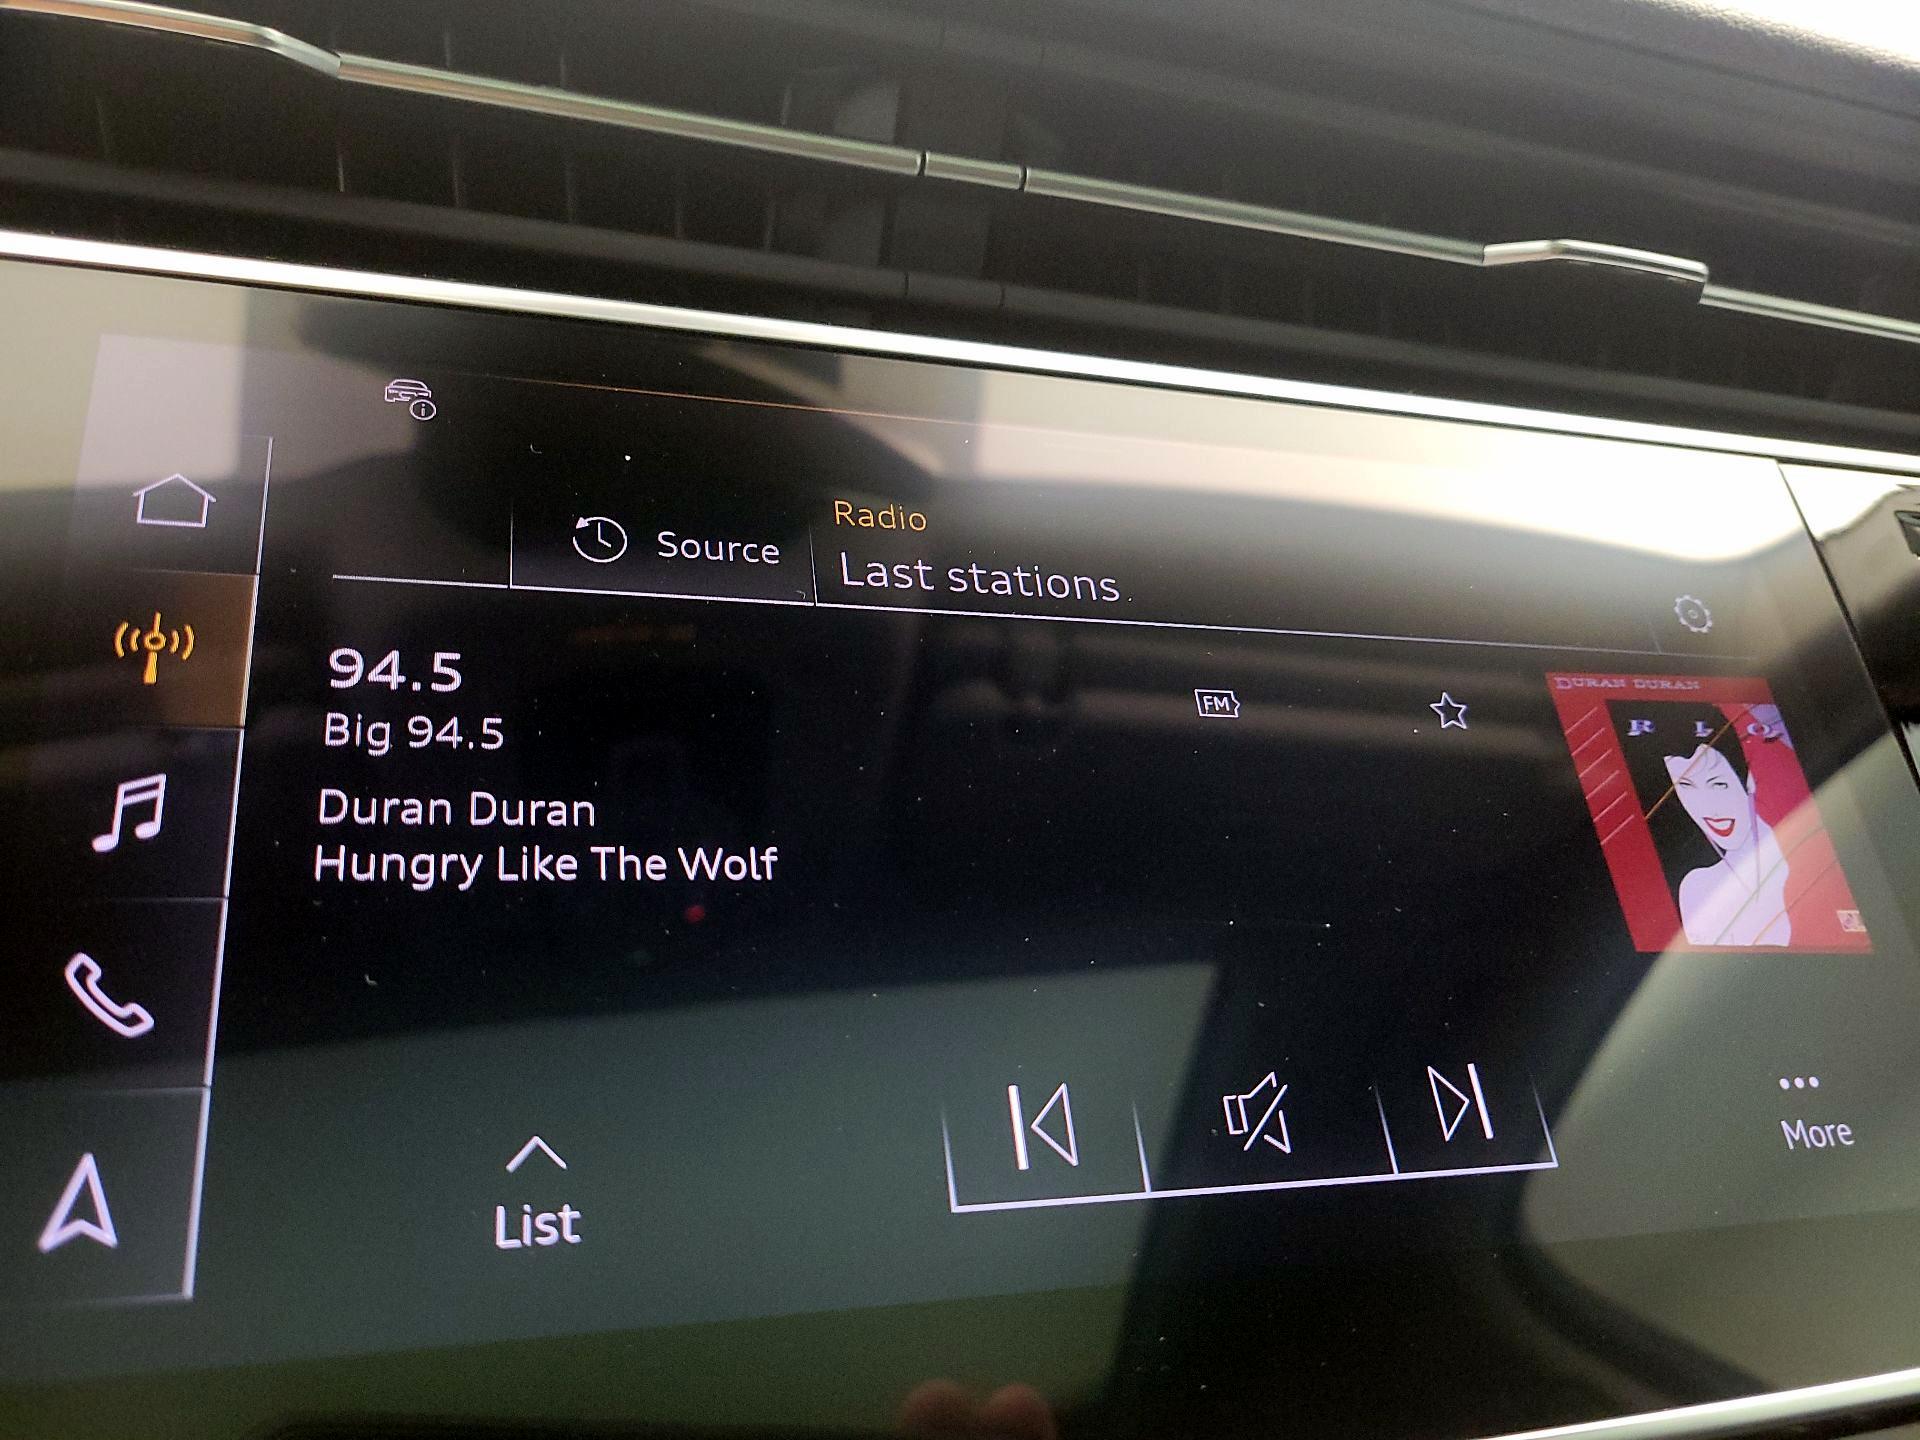 Source
Radio
Last stations
94.5
Big 94.5
FM
Duran Duran
Hungry Like The Wolf
DURAN DURAN
R I O
List
... More